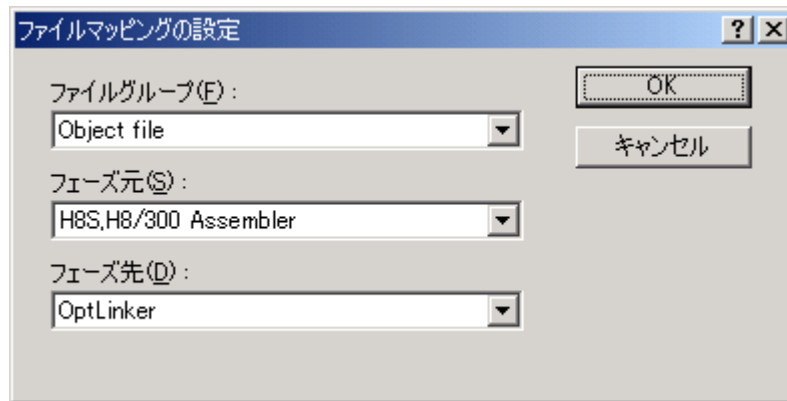 ファイルマッピングの設定
ファイルグループ(F):
Object file
フェーズ元(S):
H8S,H8/300 Assembler
フェーズ先(D):
OptLinker
OK
キャンセル